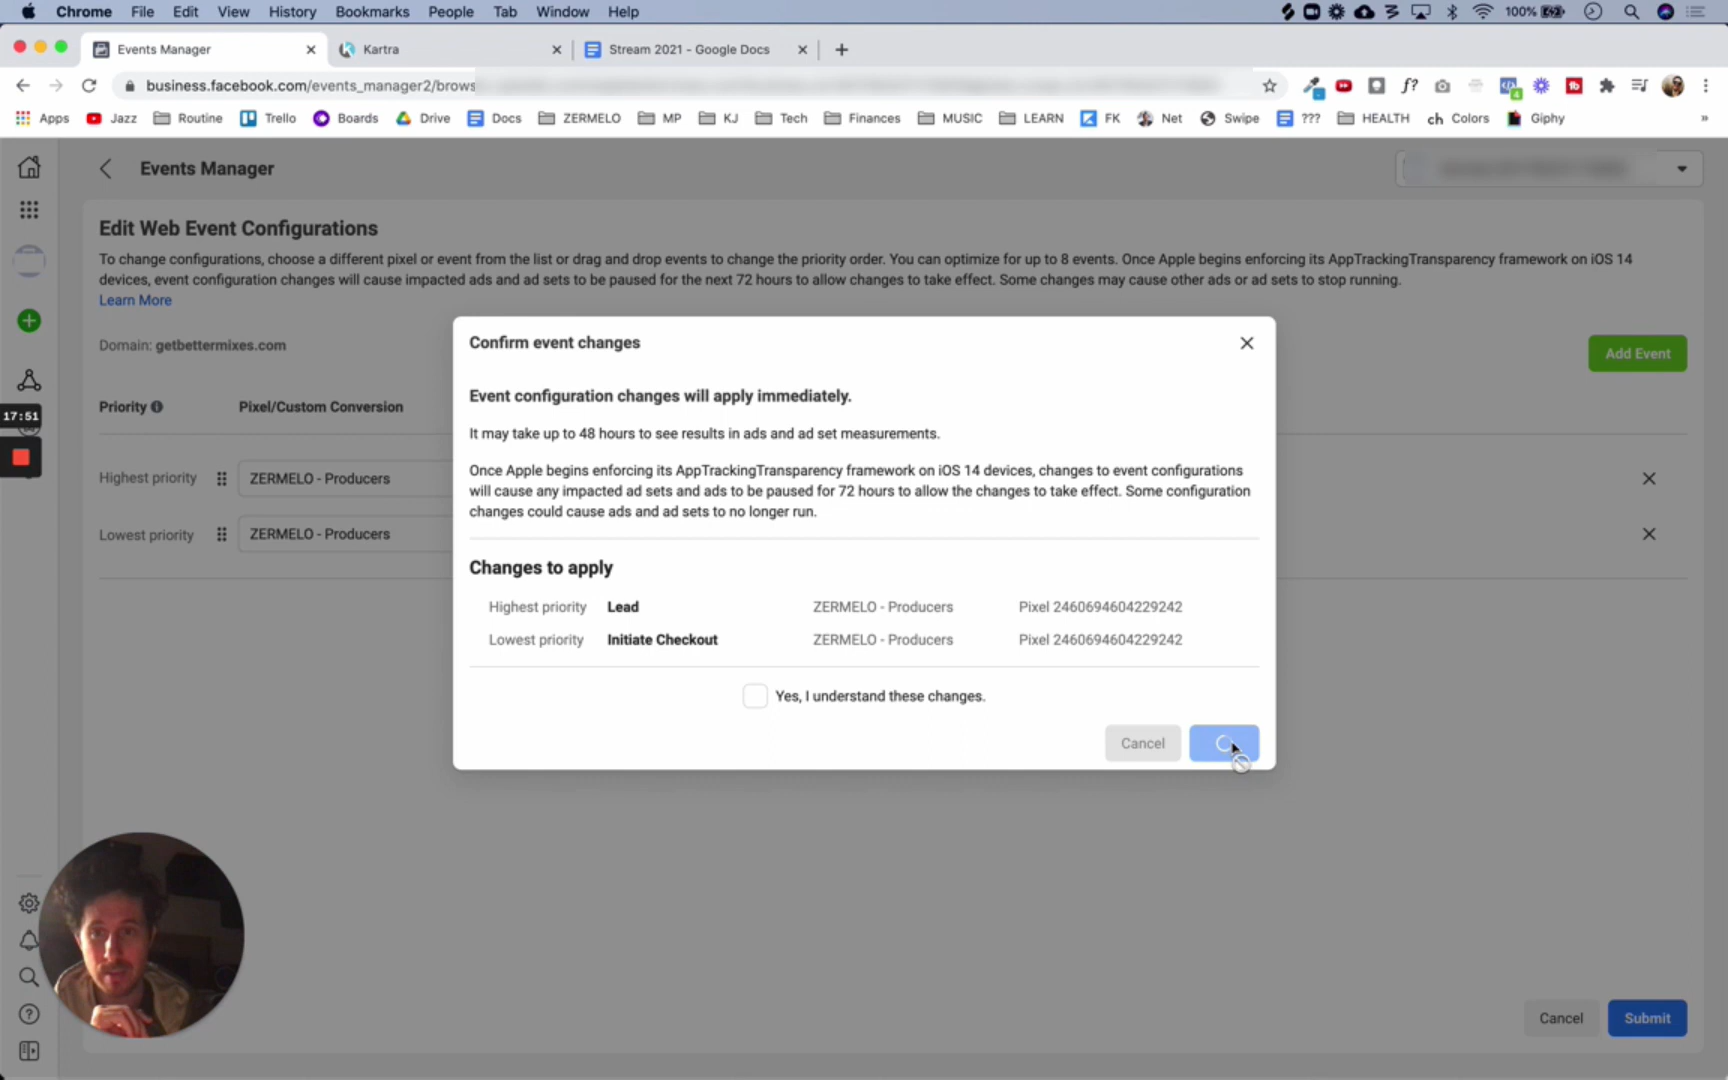 Chrome File Edit View History Bookmarks People Tab Window Help 100%
Events Manager Kartra Stream 2021 - Google Docs
business.facebook.com/events_manager2/brows
Apps Jazz Routine Trello Boards Drive Docs ZERMELO MP KJ Tech Finances MUSIC LEARN FK Net Swipe ??? HEALTH Colors Giphy »
Events Manager
Edit Web Event Configurations
To change configurations, choose a different pixel or event from the list or drag and drop events to change the priority order. You can optimize for up to 8 events. Once Apple begins enforcing its AppTrackingTransparency framework on iOS 14
devices, event configuration changes will cause impacted ads and ad sets to be paused for the next 72 hours to allow changes to take effect. Some changes may cause other ads or ad sets to stop running.
Learn More
Domain: getbettermixes.com
Add Event
Priority Pixel/Custom Conversion
17:51
Highest priority ZERMELO - Producers
Lowest priority ZERMELO - Producers
Confirm event changes
Event configuration changes will apply immediately.
It may take up to 48 hours to see results in ads and ad set measurements.
Once Apple begins enforcing its AppTrackingTransparency framework on iOS 14 devices, changes to event configurations
will cause any impacted ad sets and ads to be paused for 72 hours to allow the changes to take effect. Some configuration
changes could cause ads and ad sets to no longer run.
Changes to apply
Highest priority Lead ZERMELO - Producers Pixel 2460694604229242
Lowest priority Initiate Checkout ZERMELO - Producers Pixel 2460694604229242
Yes, I understand these changes.
Cancel
Cancel Submit